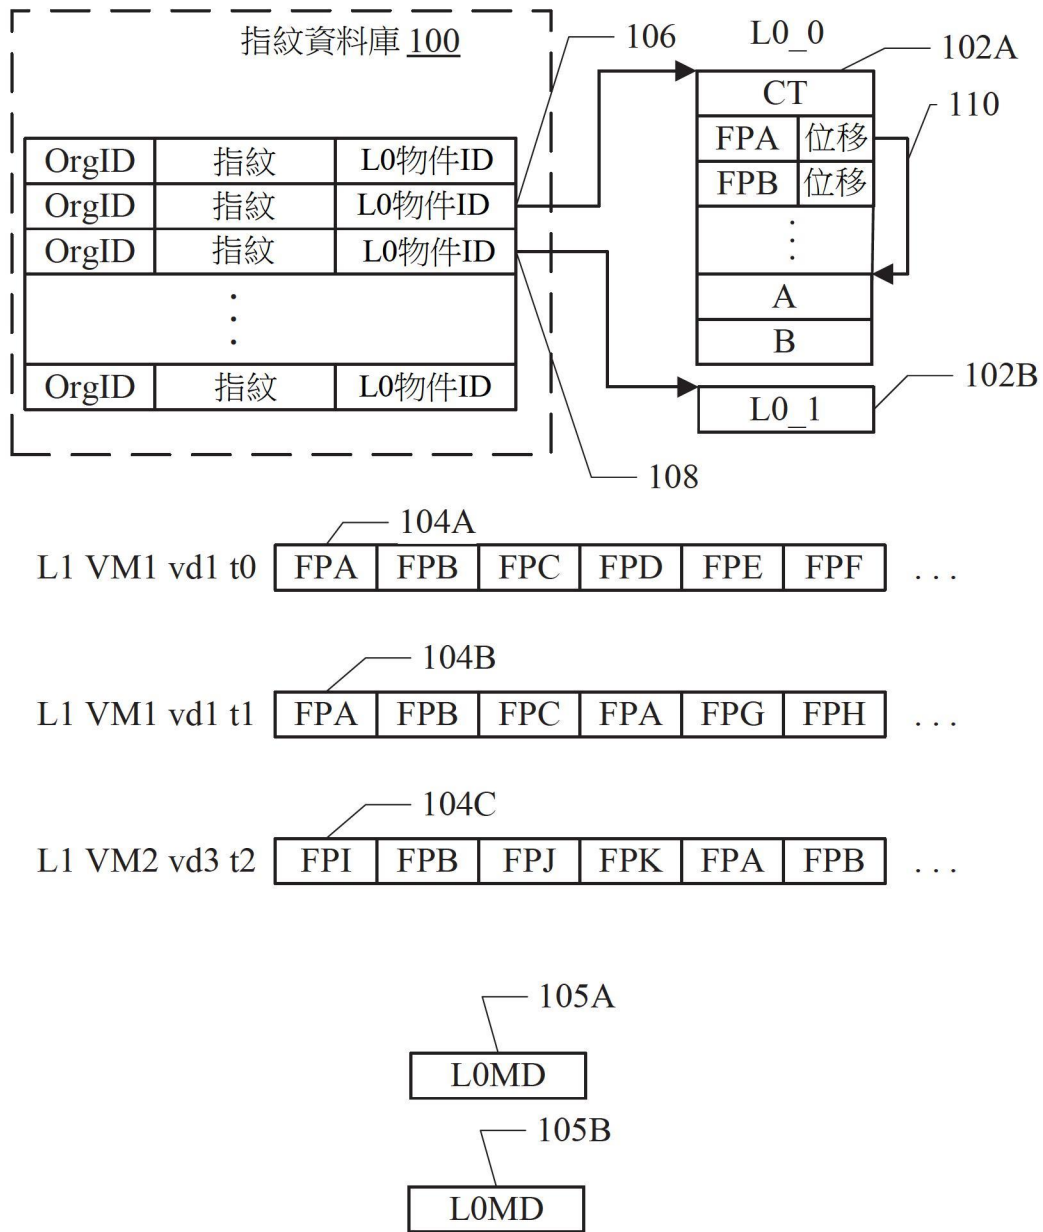 指紋資料庫 100
106
L0_0
102A
CT
110
FPA 位移
FPB 位移
OrgID 指紋 L0物件ID
OrgID 指紋 L0物件ID
OrgID 指紋 L0物件ID
OrgID 指紋 L0物件ID
A
B
L0_1
102B
108
104A
L1 VM1 vd1 t0 FPA FPB FPC FPD FPE FPF . . .
104B
L1 VM1 vd1 t1 FPA FPB FPC FPA FPG FPH . . .
104C
L1 VM2 vd3 t2 FPI FPB FPJ FPK FPA FPB . . .
105A
L0MD
105B
L0MD